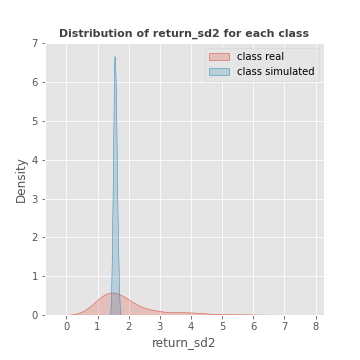 Distribution of return_sd2 for each class
class real
class simulated
7
6
5
4
3
2
1
0
Density
0 1 2 3 4 5 6 7 8
return_sd2